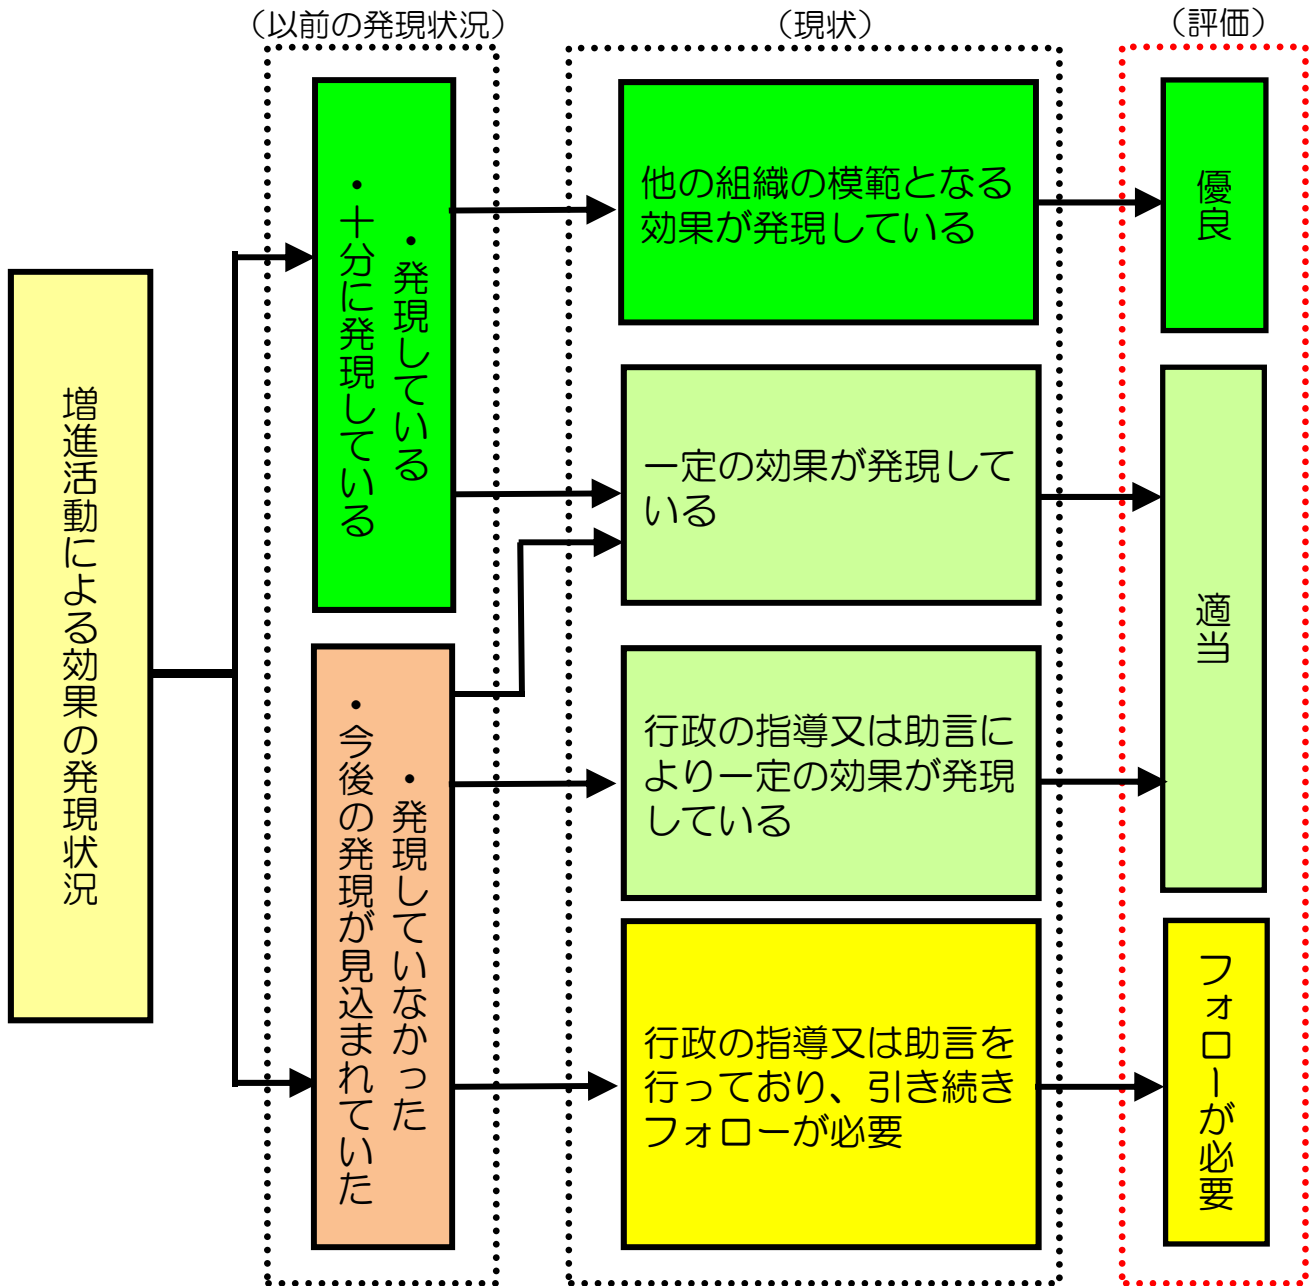 （以前の発現状況）
（現状）
（評価）
増進活動による効果の発現状況
・発現している
・十分に発現している
・発現していなかった
・今後の発現が見込まれていた
他の組織の模範となる
効果が発現している
一定の効果が発現して
いる
行政の指導又は助言に
より一定の効果が発現
している
行政の指導又は助言を
行っており、引き続き
フォローが必要
優良
適当
フォローが必要